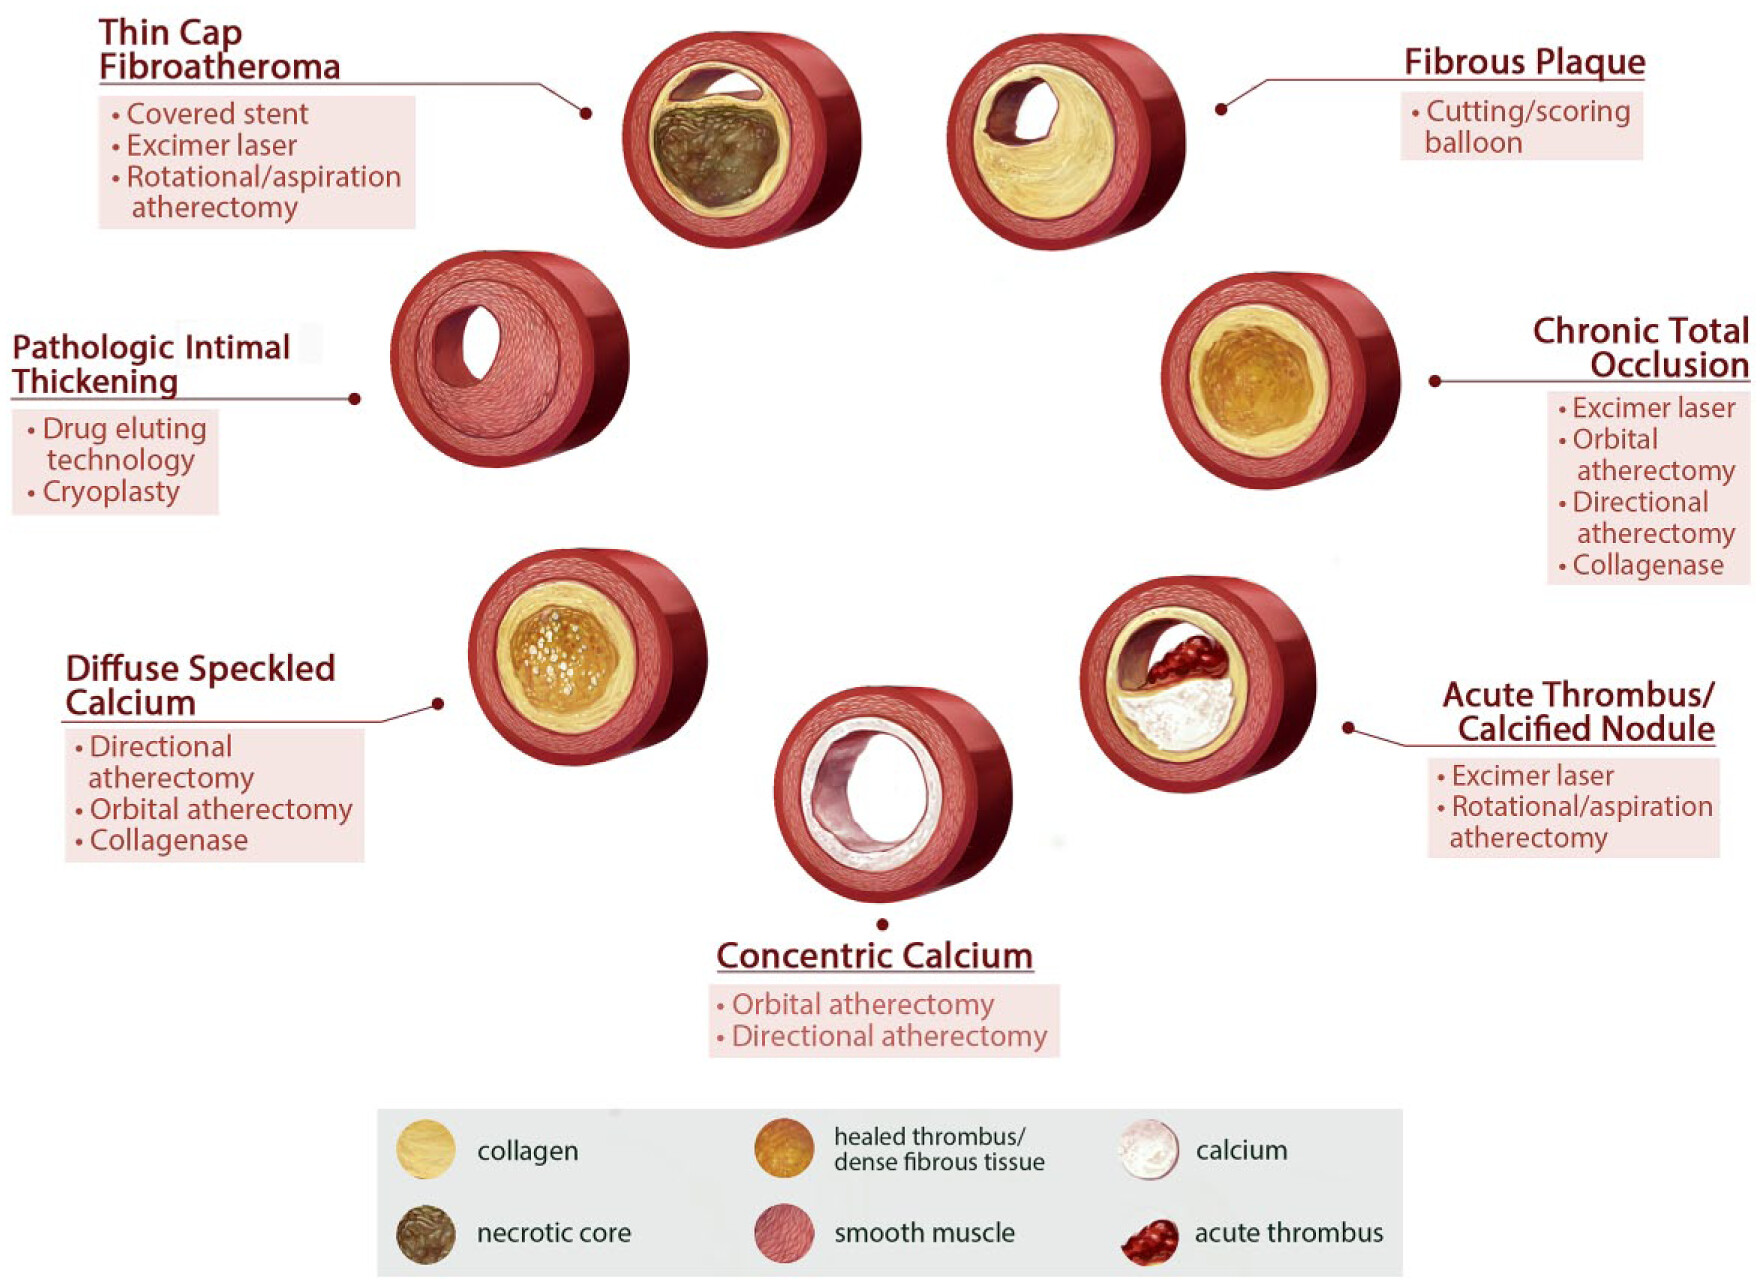 Thin Cap
Fibroatheroma
• Covered stent
• Excimer laser
• Rotational/aspiration
atherectomy
Fibrous Plaque
• Cutting/scoring
balloon
Pathologic Intimal
Thickening
• Drug eluting
technology
• Cryoplasty
Chronic Total
Occlusion
• Excimer laser
• Orbital
atherectomy
• Directional
atherectomy
• Collagenase
Diffuse Speckled
Calcium
• Directional
atherectomy
• Orbital atherectomy
• Collagenase
Acute Thrombus/
Calcified Nodule
• Excimer laser
• Rotational/aspiration
atherectomy
Concentric Calcium
• Orbital atherectomy
• Directional atherectomy
collagen
healed thrombus/
dense fibrous tissue
calcium
necrotic core
smooth muscle
acute thrombus